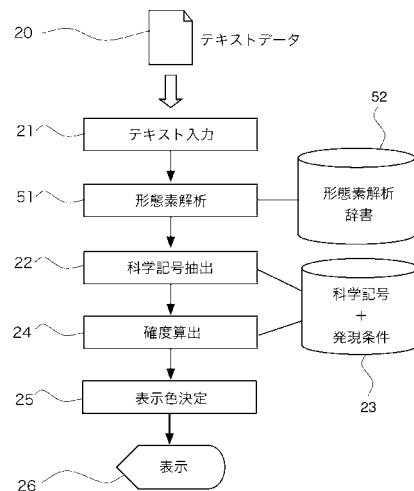 20
テキストデータ
21
テキスト入力
52
51
形態素解析
形態素解析
辞書
22
科学記号抽出
科学記号
+
発現条件
24
確度算出
23
25
表示色決定
26
表示